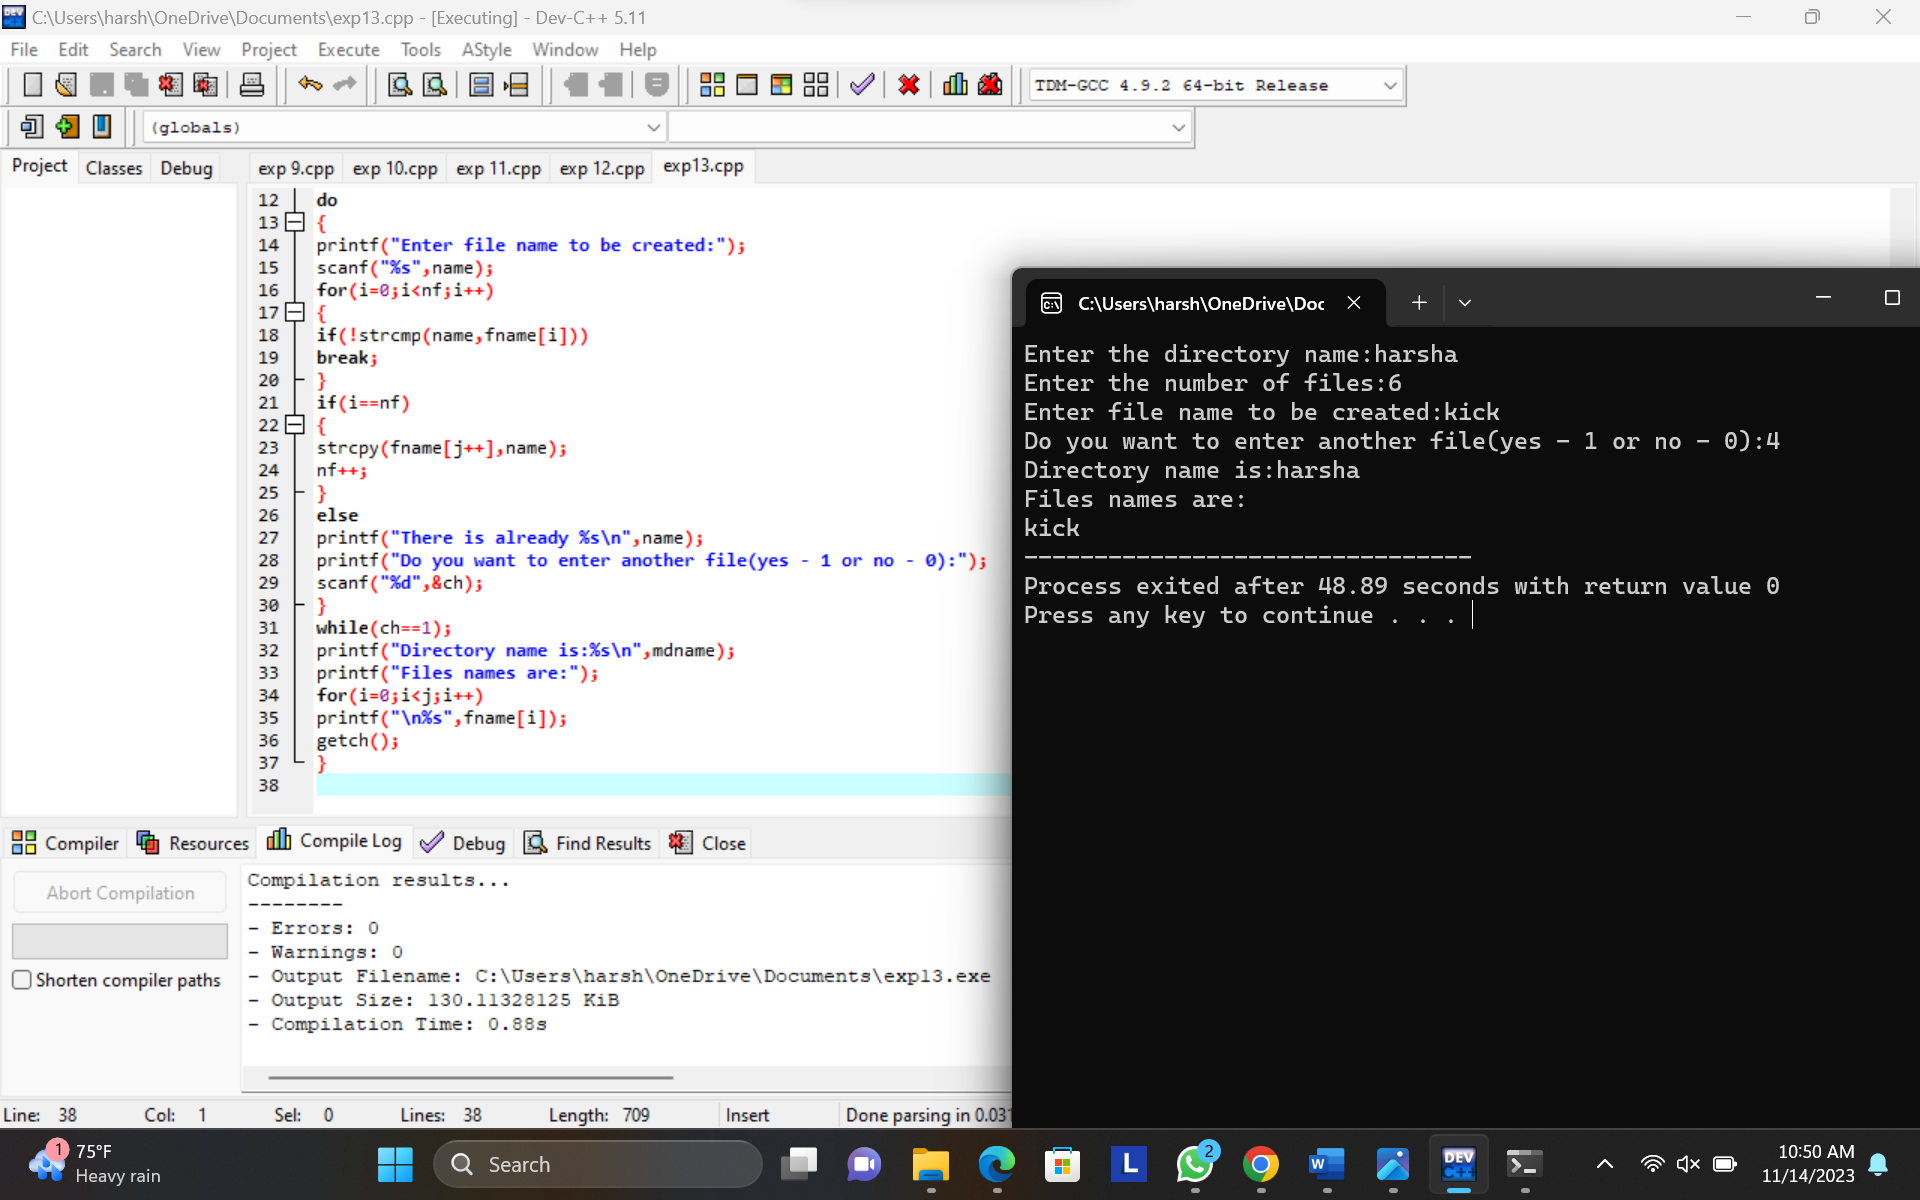 C:\Users\harsh\OneDrive\Documents\exp13.cpp - [Executing] - Dev-C++ 5.11
File Edit Search View Project Execute Tools AStyle Window Help
TDM-GCC 4.9.2 64-bit Release
(globals)
Project Classes Debug
exp 9.cpp exp 10.cpp exp 11.cpp exp 12.cpp exp13.cpp
12 do
13 {
14 printf("Enter file name to be created:");
15 scanf("%s",name);
16 for(i=0;i<nf;i++)
17 {
18 if(!strcmp(name,fname[i]))
19 break;
20 }
21 if(i==nf)
22 {
23 strcpy(fname[j++],name);
24 nf++;
25 }
26 else
27 printf("There is already %s\n",name);
28 printf("Do you want to enter another file(yes - 1 or no - 0):");
29 scanf("%d",&ch);
30 }
31 while(ch==1);
32 printf("Directory name is:%s\n",mdname);
33 printf("Files names are:");
34 for(i=0;i<j;i++)
35 printf("\n%s",fname[i]);
36 getch();
37 }
38
C:\Users\harsh\OneDrive\Doc
Enter the directory name:harsha
Enter the number of files:6
Enter file name to be created:kick
Do you want to enter another file(yes - 1 or no - 0):4
Directory name is:harsha
Files names are:
kick
--------------------------------
Process exited after 48.89 seconds with return value 0
Press any key to continue . . .
Compiler Resources Compile Log Debug Find Results Close
Abort Compilation
Shorten compiler paths
Compilation results...
--------
- Errors: 0
- Warnings: 0
- Output Filename: C:\Users\harsh\OneDrive\Documents\exp13.exe
- Output Size: 130.11328125 KiB
- Compilation Time: 0.88s
Line: 38 Col: 1 Sel: 0 Lines: 38 Length: 709 Insert Done parsing in 0.031
1
75°F
Heavy rain
Search
L
2
W
DEV
C++
10:50 AM
11/14/2023